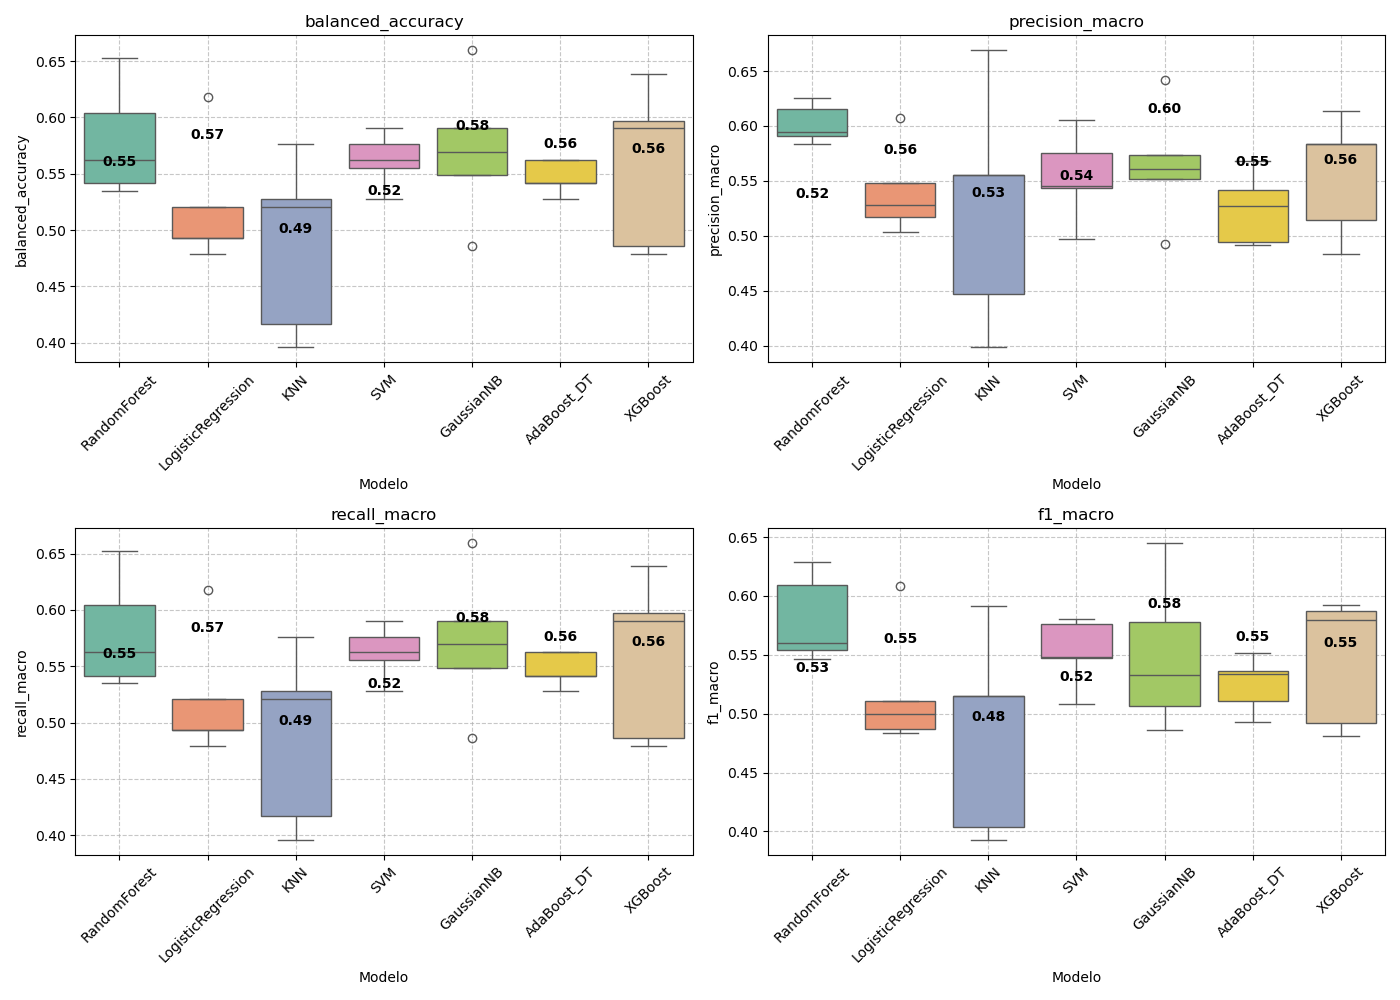 balanced_accuracy
balanced_accuracy
0.65
0.60
0.55
0.50
0.45
0.40
0.55
0.57
0.49
0.52
0.58
0.56
0.56
RandomForest
LogisticRegression
KNN
SVM
GaussianNB
AdaBoost_DT
XGBoost
Modelo
precision_macro
precision_macro
0.65
0.60
0.55
0.50
0.45
0.40
0.52
0.56
0.53
0.54
0.60
0.55
0.56
RandomForest
LogisticRegression
KNN
SVM
GaussianNB
AdaBoost_DT
XGBoost
Modelo
recall_macro
recall_macro
0.65
0.60
0.55
0.50
0.45
0.40
0.55
0.57
0.49
0.52
0.58
0.56
0.56
RandomForest
LogisticRegression
KNN
SVM
GaussianNB
AdaBoost_DT
XGBoost
Modelo
f1_macro
f1_macro
0.65
0.60
0.55
0.50
0.45
0.40
0.53
0.55
0.48
0.52
0.58
0.55
0.55
RandomForest
LogisticRegression
KNN
SVM
GaussianNB
AdaBoost_DT
XGBoost
Modelo